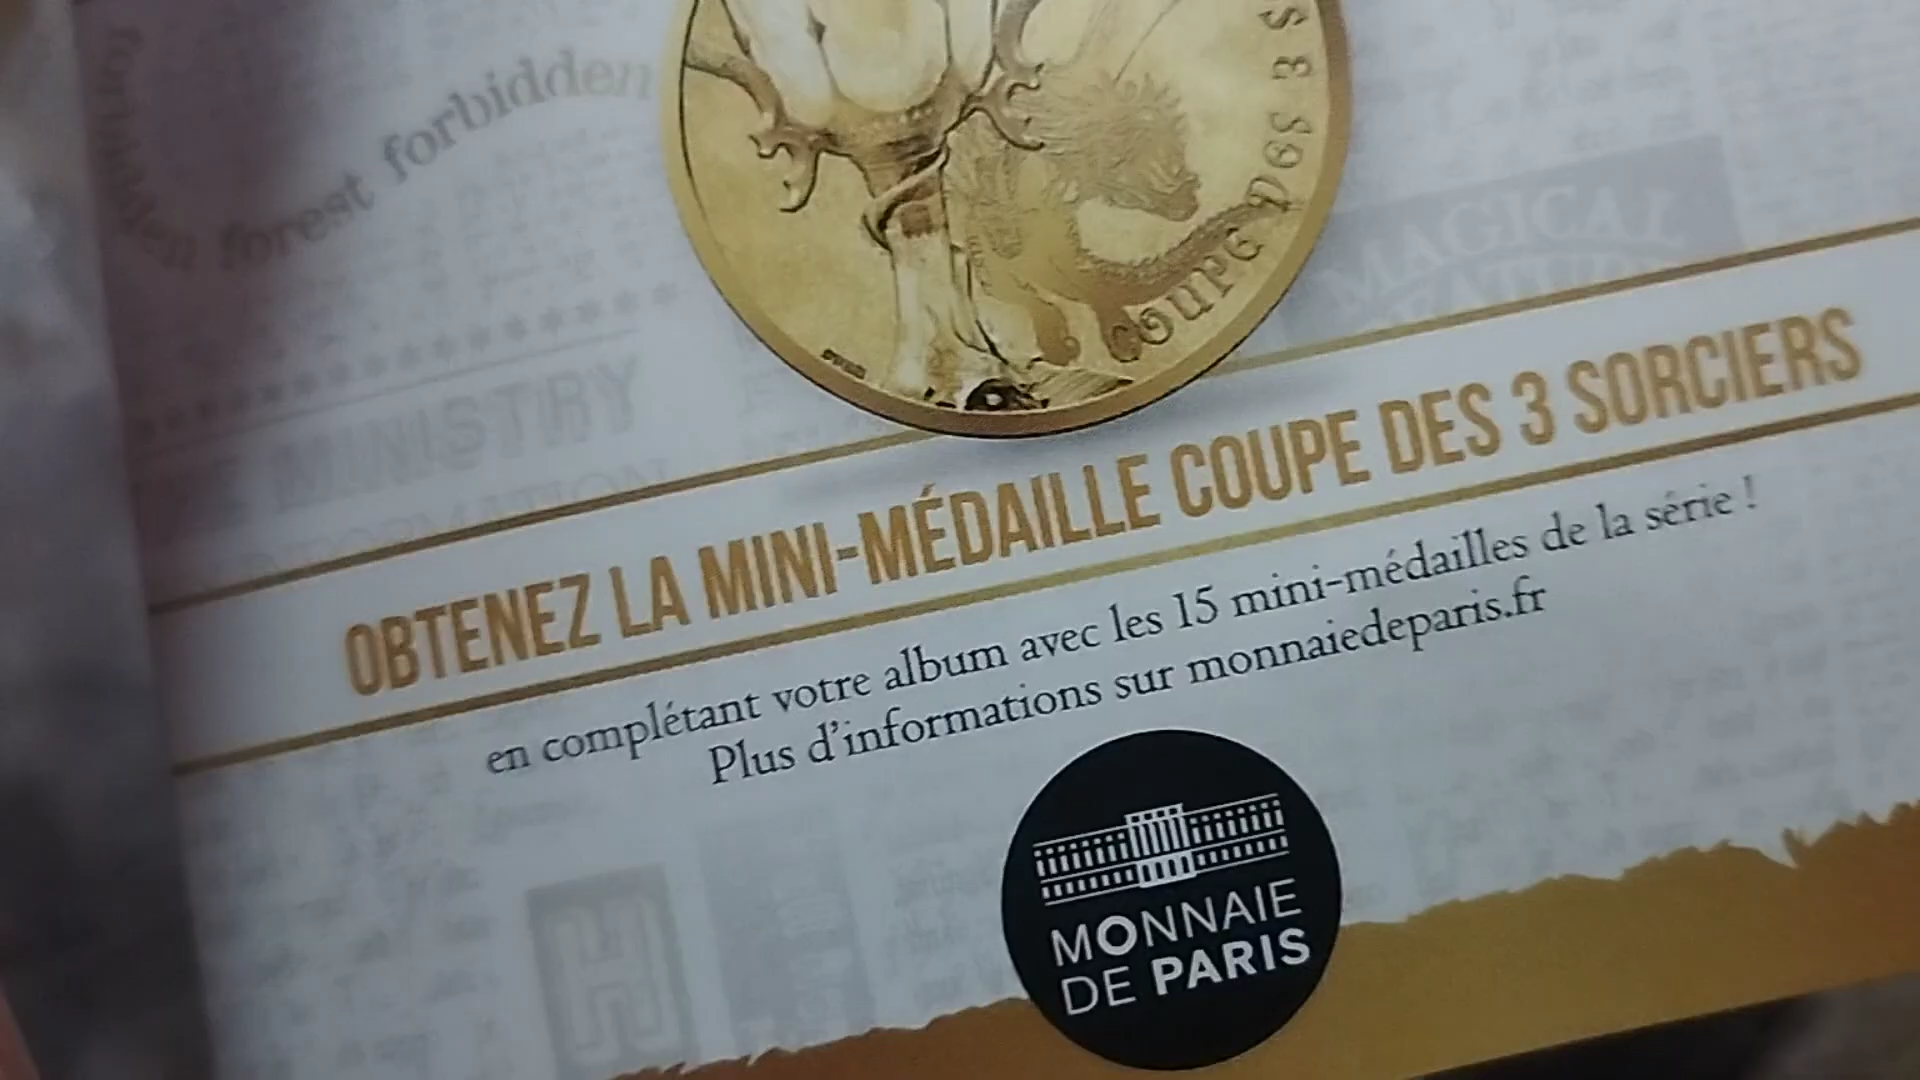 forbidden forest forbidden
COUPE DES 3 S
MAGICAL
MINISTRY
OBTENEZ LA MINI-MÉDAILLE COUPE DES 3 SORCIERS
en complétant votre album avec les 15 mini-médailles de la série !
Plus d'informations sur monnaiedeparis.fr
H
MONNAIE
DE PARIS